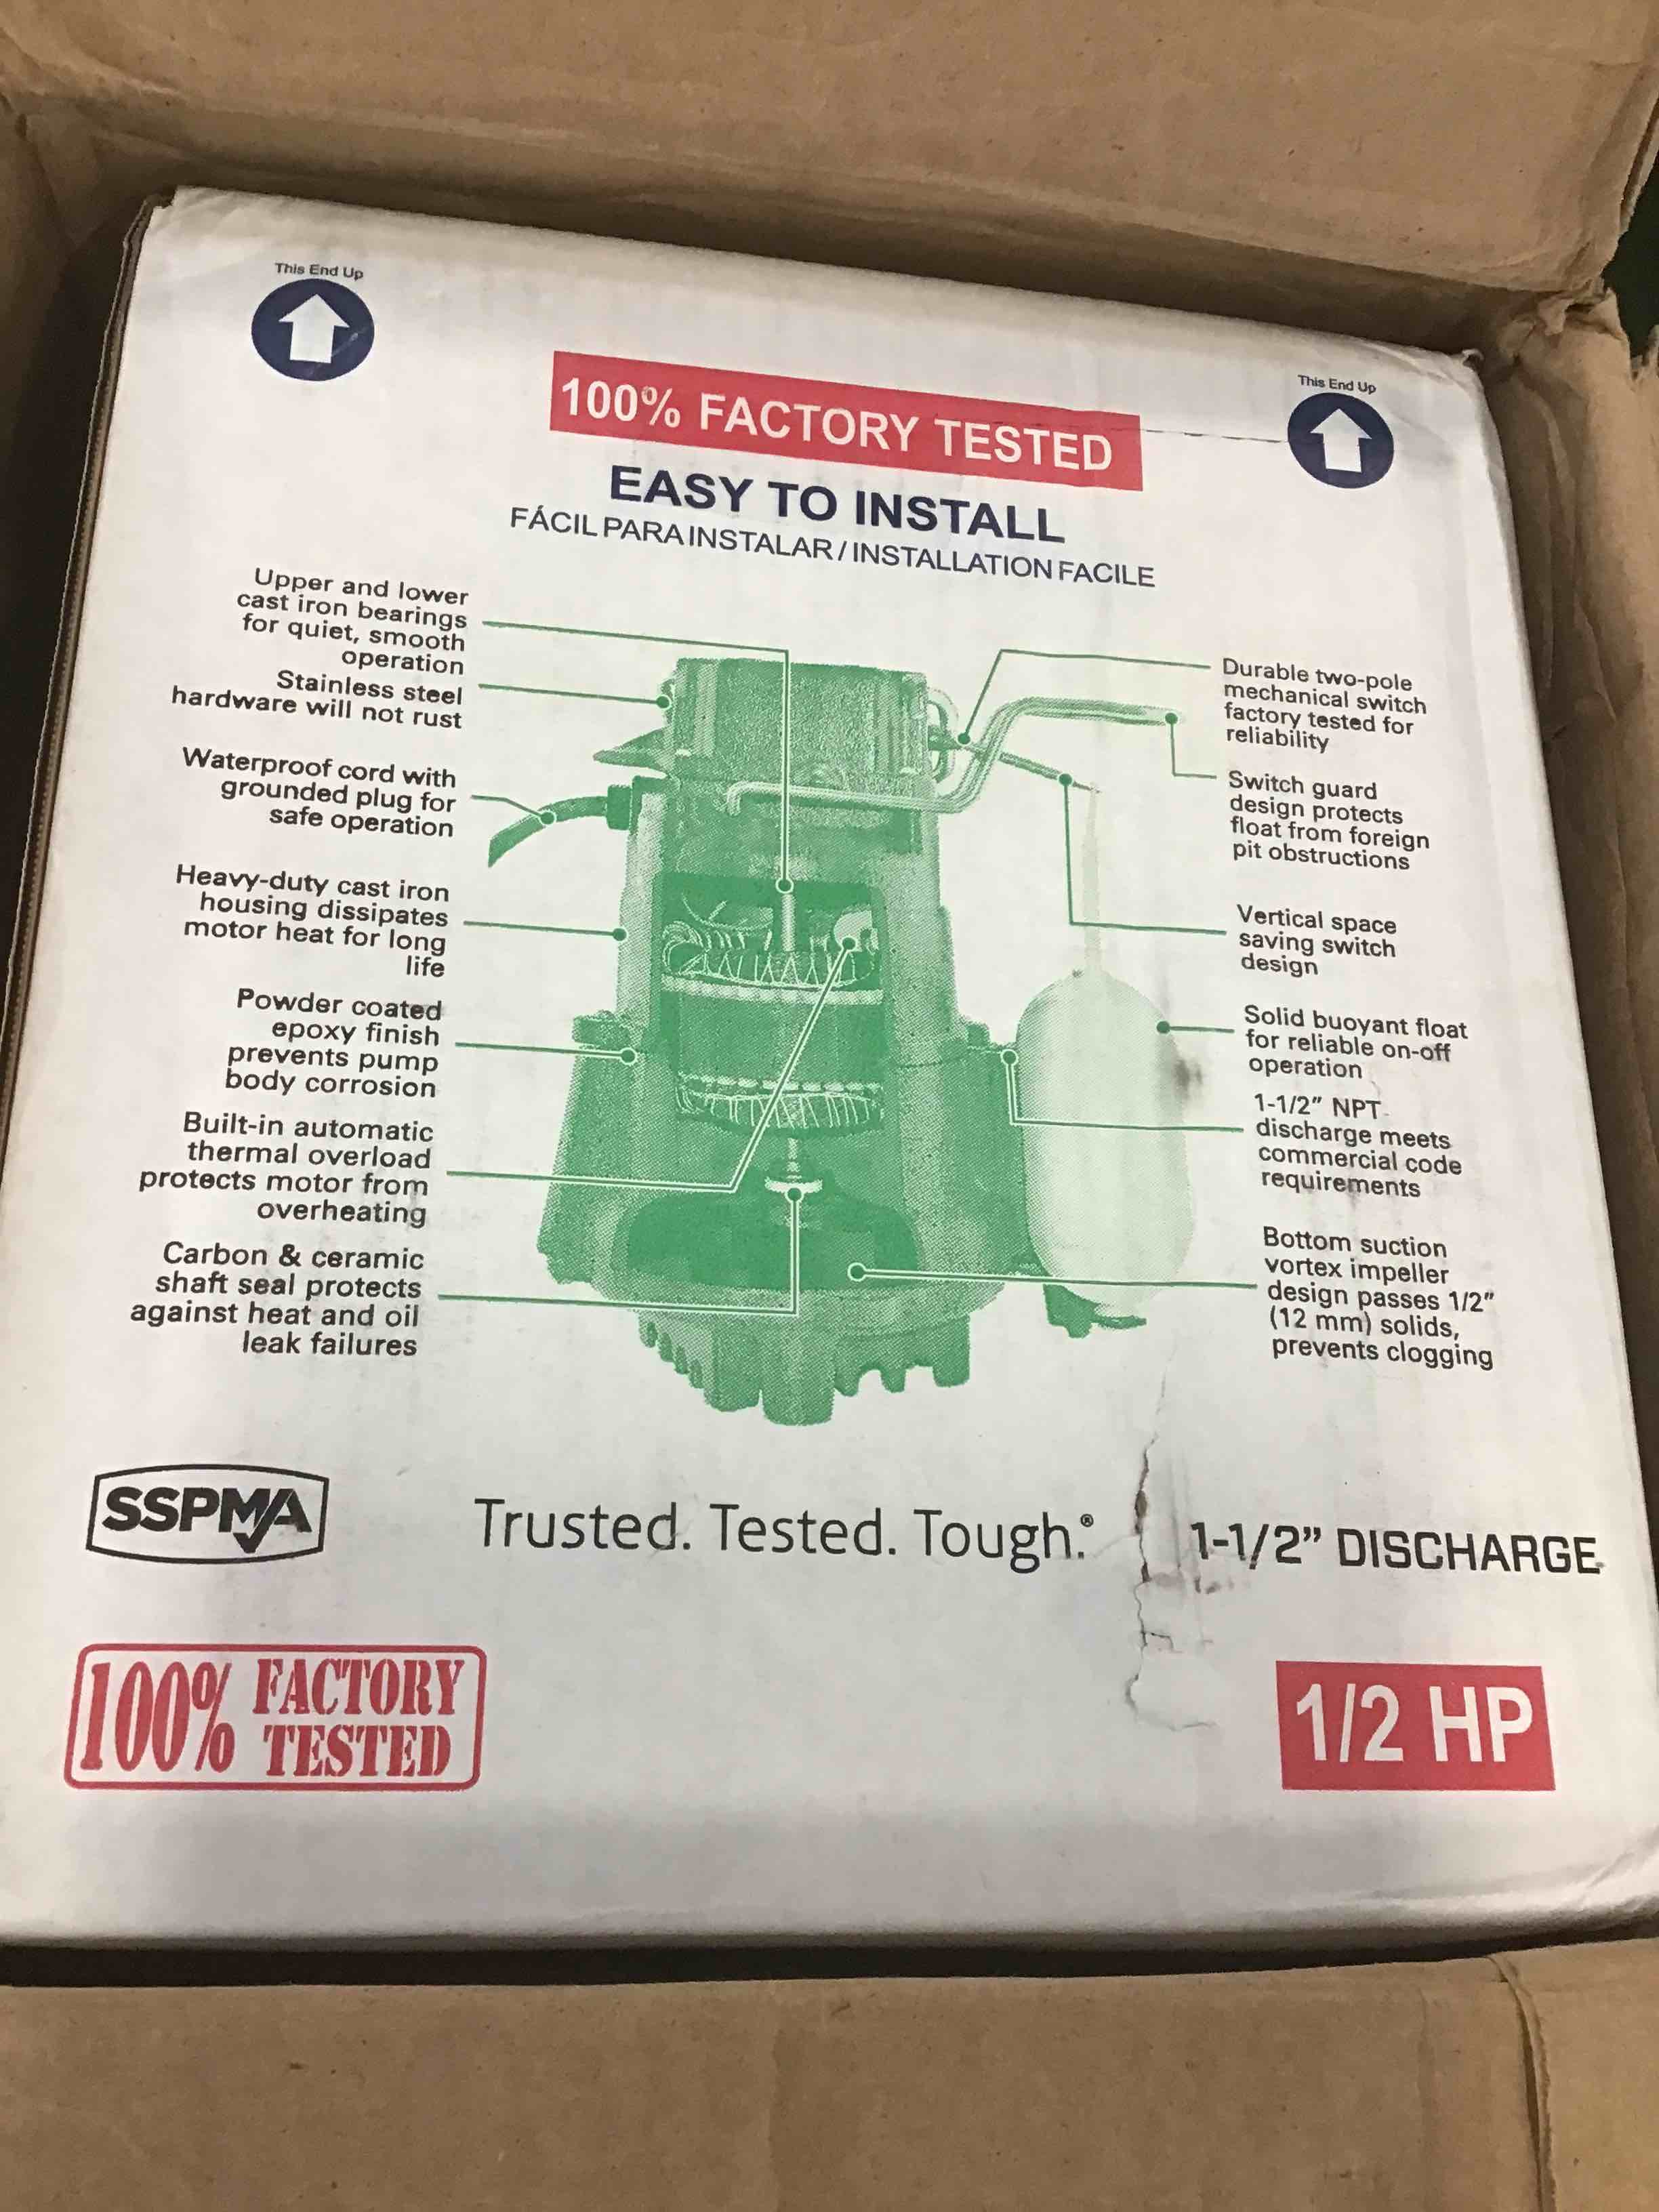 This End Up
This End Up
100% FACTORY TESTED
EASY TO INSTALL
FÁCIL PARA INSTALAR / INSTALLATION FACILE
Upper and lower
cast iron bearings
for quiet, smooth
operation
Stainless steel
hardware will not rust
Waterproof cord with
grounded plug for
safe operation
Heavy-duty cast iron
housing dissipates
motor heat for long
life
Powder coated
epoxy finish
prevents pump
body corrosion
Built-in automatic
thermal overload
protects motor from
overheating
Carbon & ceramic
shaft seal protects
against heat and oil
leak failures
Durable two-pole
mechanical switch
factory tested for
reliability
Switch guard
design protects
float from foreign
pit obstructions
Vertical space
saving switch
design
Solid buoyant float
for reliable on-off
operation
1-1/2” NPT
discharge meets
commercial code
requirements
Bottom suction
vortex impeller
design passes 1/2”
(12 mm) solids,
prevents clogging
SSPMA
Trusted. Tested. Tough.®
1-1/2” DISCHARGE
100% FACTORY
TESTED
1/2 HP